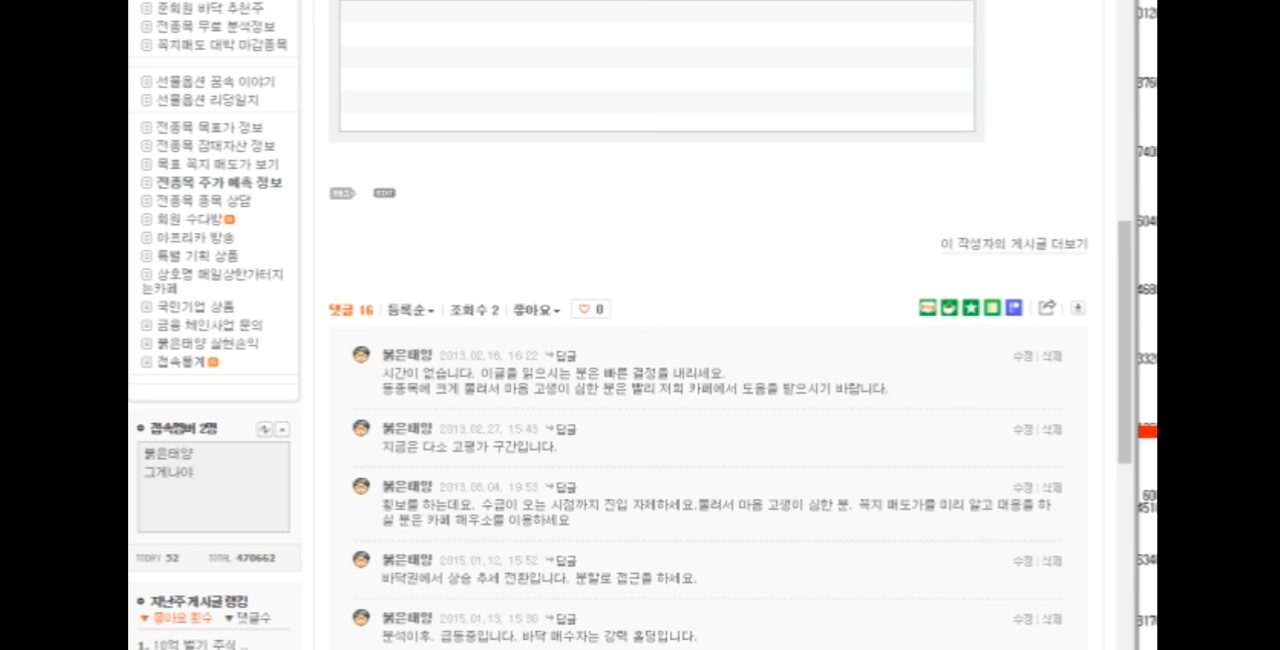 준회원 바닥 추천주
전종목 무료 분석정보
꼭지매도 대박 마감종목
선물옵션 꿈속 이야기
선물옵션 리딩일지
전종목 목표가 정보
전종목 잠재자산 정보
목표 꼭지 매도가 보기
전종목 주가 예측 정보
전종목 종목 상담
회원 수다방
아프리카 방송
특별 기획 상품
상호명 매일상한가터지
는카페
국민기업 상품
금융 체인사업 문의
붉은태양 실현손익
접속통계
접속멤버 2명
붉은태양
그게나야
TODAY 52 TOTAL 470662
지난주 게시글 랭킹
▼ 좋아요 횟수 ▼ 댓글수
1. 10억 벌기 주식 ..
태그 EDIT
이 작성자의 게시글 더보기
댓글 16 등록순 조회수 2 좋아요 0
붉은태양 2013.02.16. 16:22 답글 수정 | 삭제
시간이 없습니다. 이글을 읽으시는 분은 빠른 결정을 내리세요.
동종목에 크게 물려서 마음 고생이 심한 분은 빨리 저희 카페에서 도움을 받으시기 바랍니다.
붉은태양 2013.02.27. 15:43 답글 수정 | 삭제
지금은 다소 고평가 구간입니다.
붉은태양 2013.08.04. 19:53 답글 수정 | 삭제
횡보를 하는데요. 수급이 오는 시점까지 진입 자제하세요.물려서 마음 고생이 심한 분. 꼭지 매도가를 미리 알고 대응을 하
실 분은 카페 해우소를 이용하세요
붉은태양 2015.01.12. 15:52 답글 수정 | 삭제
바닥권에서 상승 추세 전환입니다. 분할로 접근을 하세요.
붉은태양 2015.01.13. 15:30 답글 수정 | 삭제
분석이후. 급등중입니다. 바닥 매수자는 강력 홀딩입니다.